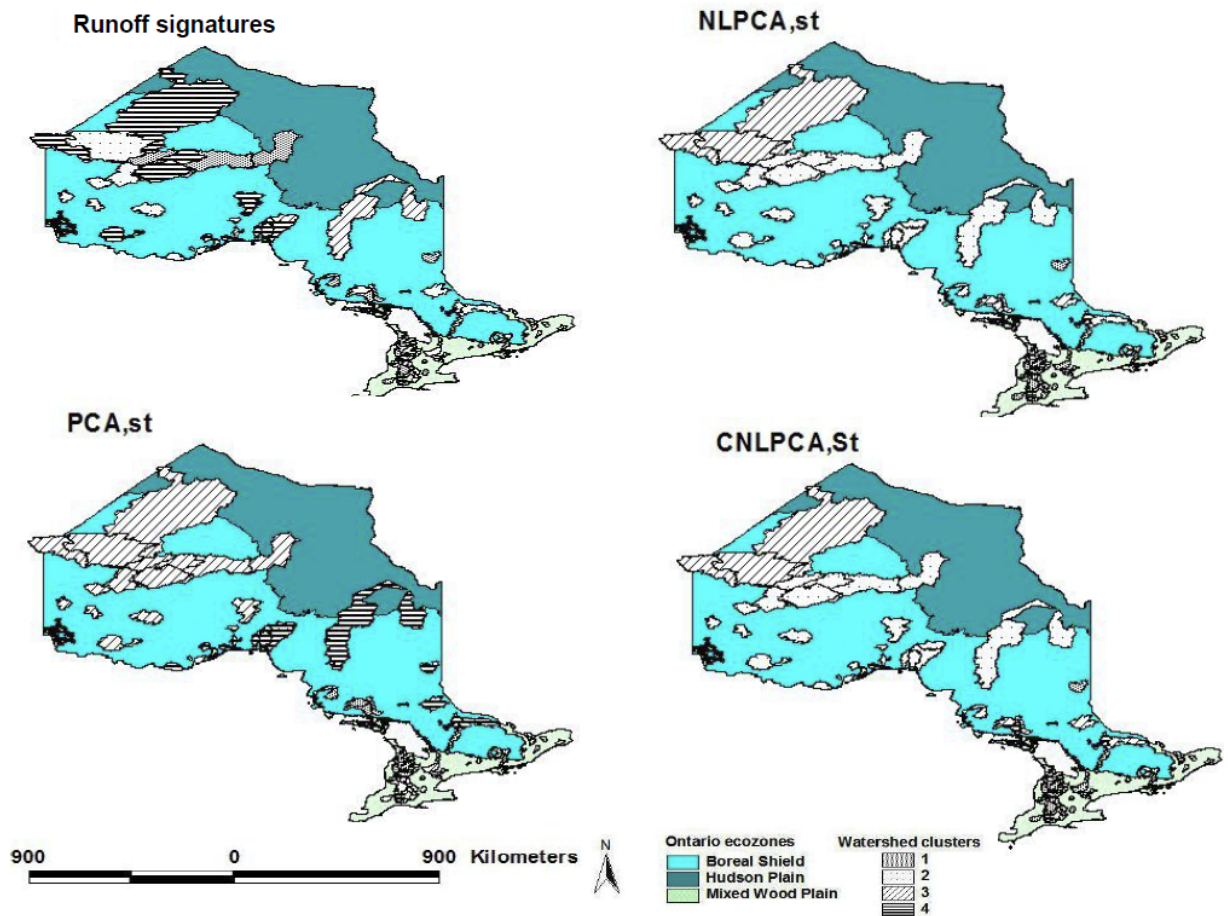 Runoff signatures
NLPCA,st
PCA,st
CNLPCA,St
900 0 900 Kilometers
N
Ontario ecozones
Boreal Shield
Hudson Plain
Mixed Wood Plain
Watershed clusters
1
2
3
4